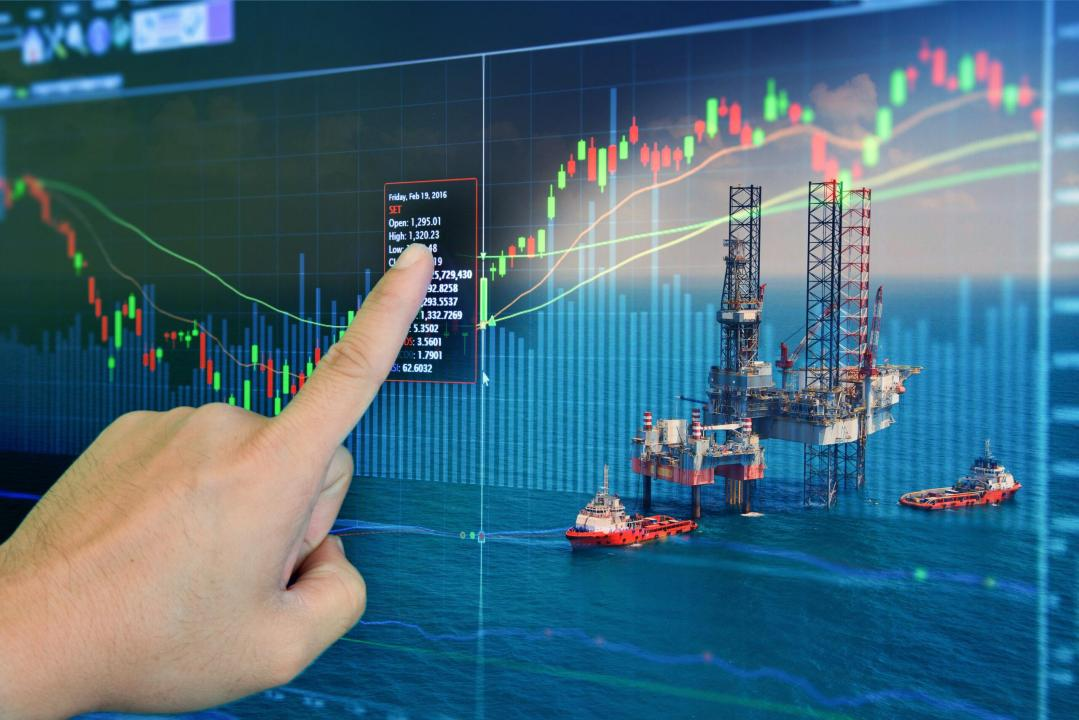 Friday, Feb 19, 2016
SET
Open: 1,295.01
High: 1,320.23
Low:
5,729,430
92.8258
293.5537
1,332.7269
5.3502
3.5601
1.7901
62.6032